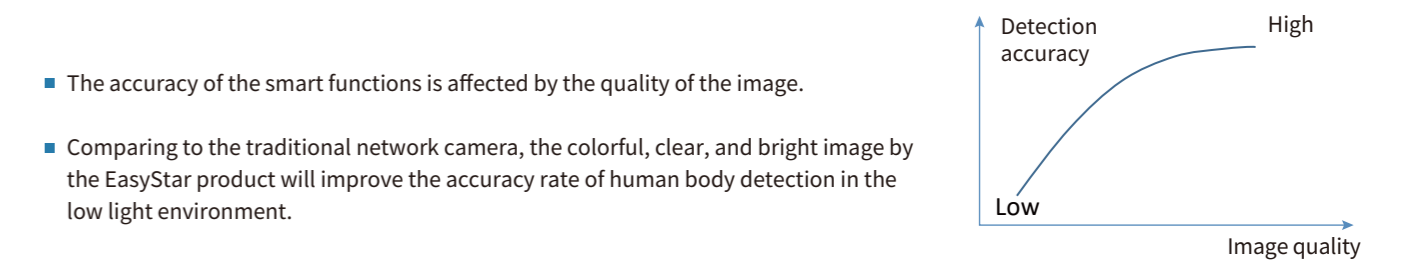 The accuracy of the smart functions is affected by the quality of the image.
Comparing to the traditional network camera, the colorful, clear, and bright image by
the EasyStar product will improve the accuracy rate of human body detection in the
low light environment.
Detection
accuracy
High
Low
Image quality